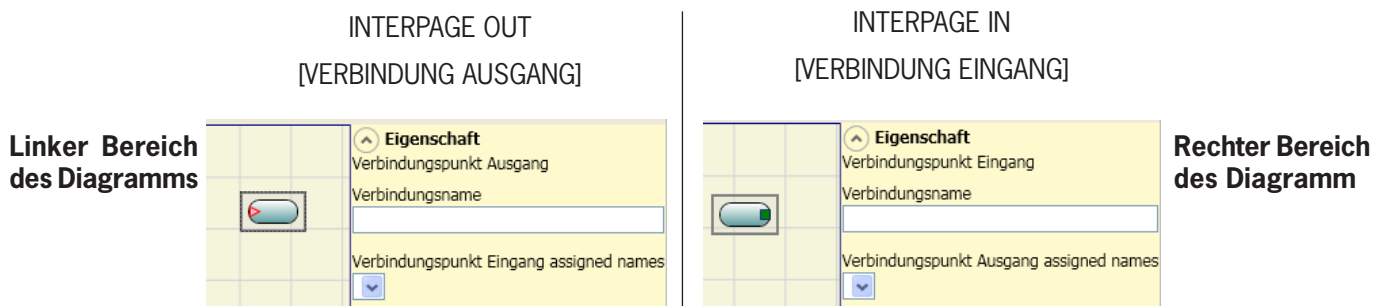 INTERPAGE OUT
[VERBINDUNG AUSGANG]
Linker Bereich
des Diagramms
Eigenschaft
Verbindungspunkt Ausgang
Verbindungsname
Verbindungspunkt Eingang assigned names
INTERPAGE IN
[VERBINDUNG EINGANG]
Eigenschaft
Verbindungspunkt Eingang
Verbindungsname
Verbindungspunkt Ausgang assigned names
Rechter Bereich
des Diagramm